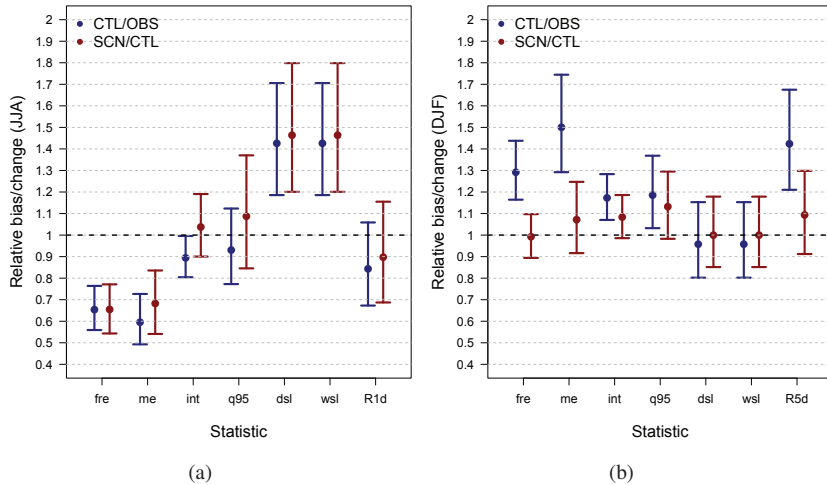 CTL/OBS
SCN/CTL
Relative bias/change (JJA)
2
1.9
1.8
1.7
1.6
1.5
1.4
1.3
1.2
1.1
1
0.9
0.8
0.7
0.6
0.5
0.4
fre me int q95 dsl wsl R1d
Statistic
(a)
CTL/OBS
SCN/CTL
Relative bias/change (DJF)
2
1.9
1.8
1.7
1.6
1.5
1.4
1.3
1.2
1.1
1
0.9
0.8
0.7
0.6
0.5
0.4
fre me int q95 dsl wsl R5d
Statistic
(b)